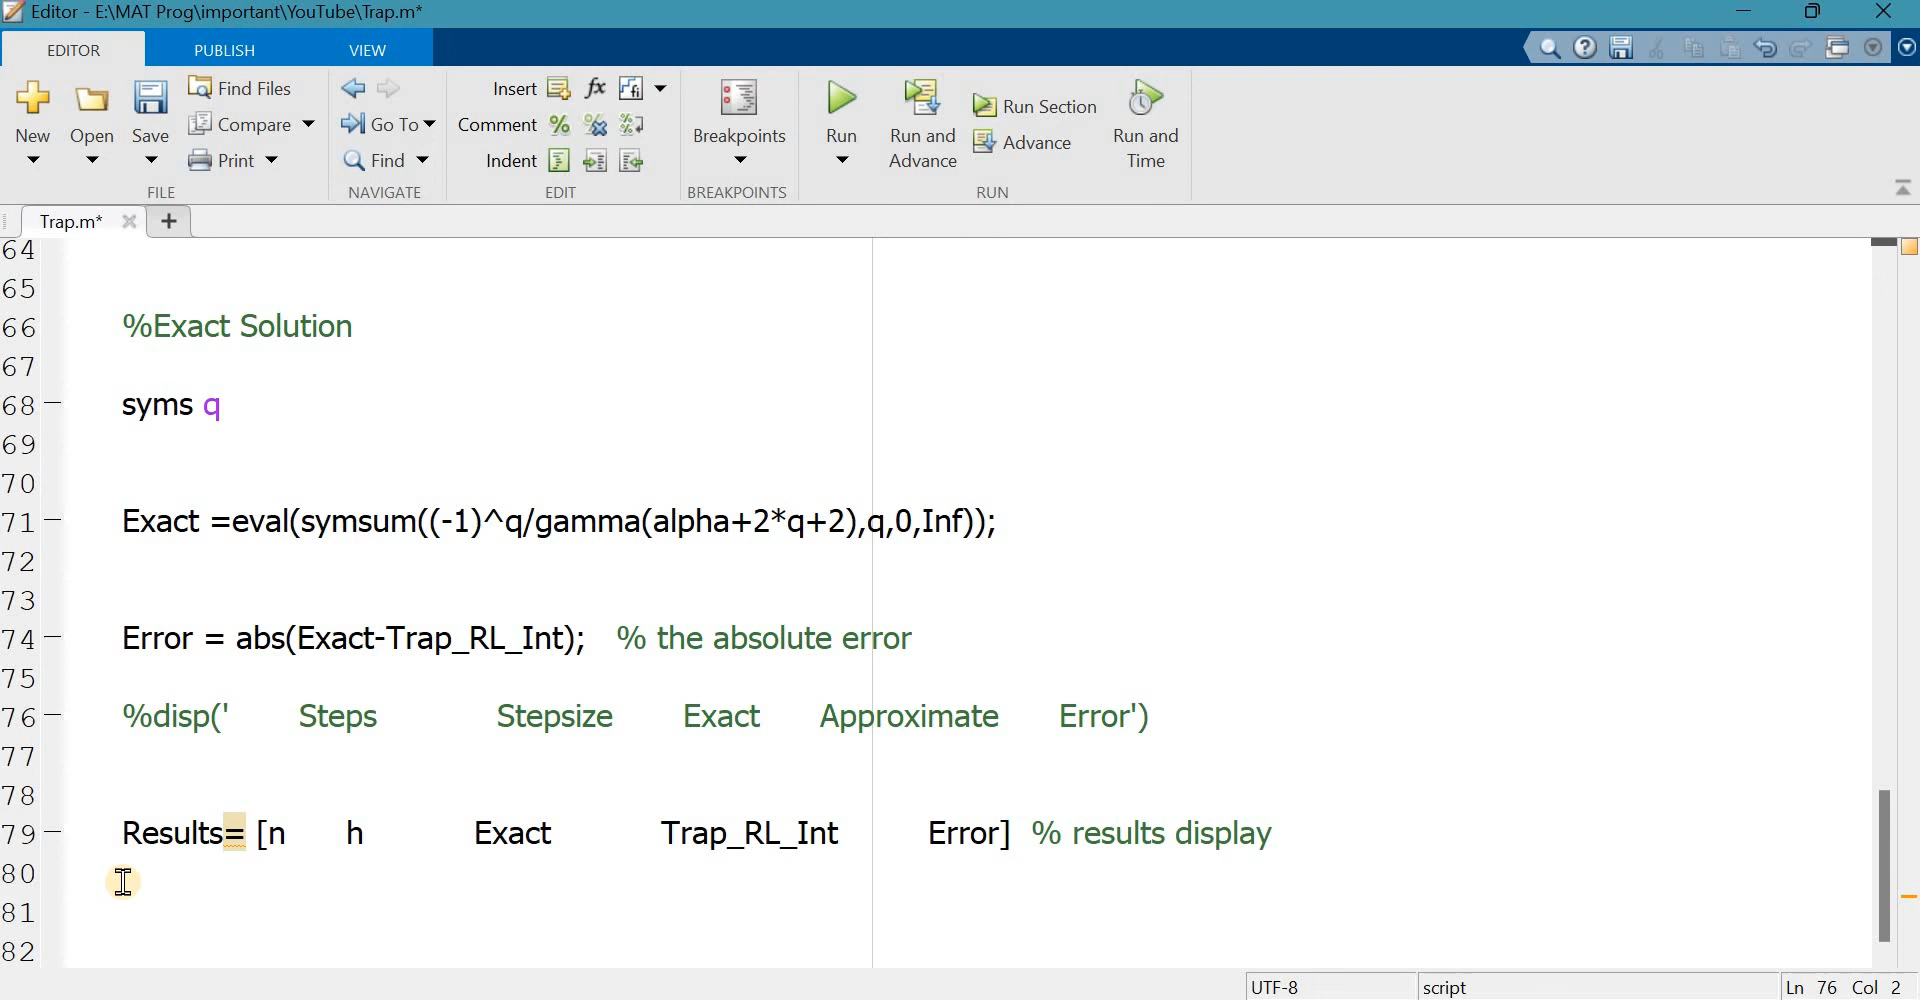 Editor - E:\MAT Prog\important\YouTube\Trap.m*
EDITOR PUBLISH VIEW
New Open Save Find Files Compare Print
FILE
Go To Find
NAVIGATE
Insert fx
Comment
Indent
EDIT
Breakpoints
BREAKPOINTS
Run Run and Advance Run Section Advance Run and Time
RUN
Trap.m* +
64
65
66 %Exact Solution
67
68 syms q
69
70
71 Exact =eval(symsum((-1)^q/gamma(alpha+2*q+2),q,0,Inf));
72
73
74 Error = abs(Exact-Trap_RL_Int); % the absolute error
75
76 %disp(' Steps Stepsize Exact Approximate Error')
77
78
79 Results= [n h Exact Trap_RL_Int Error] % results display
80
81
82
UTF-8 script Ln 76 Col 2